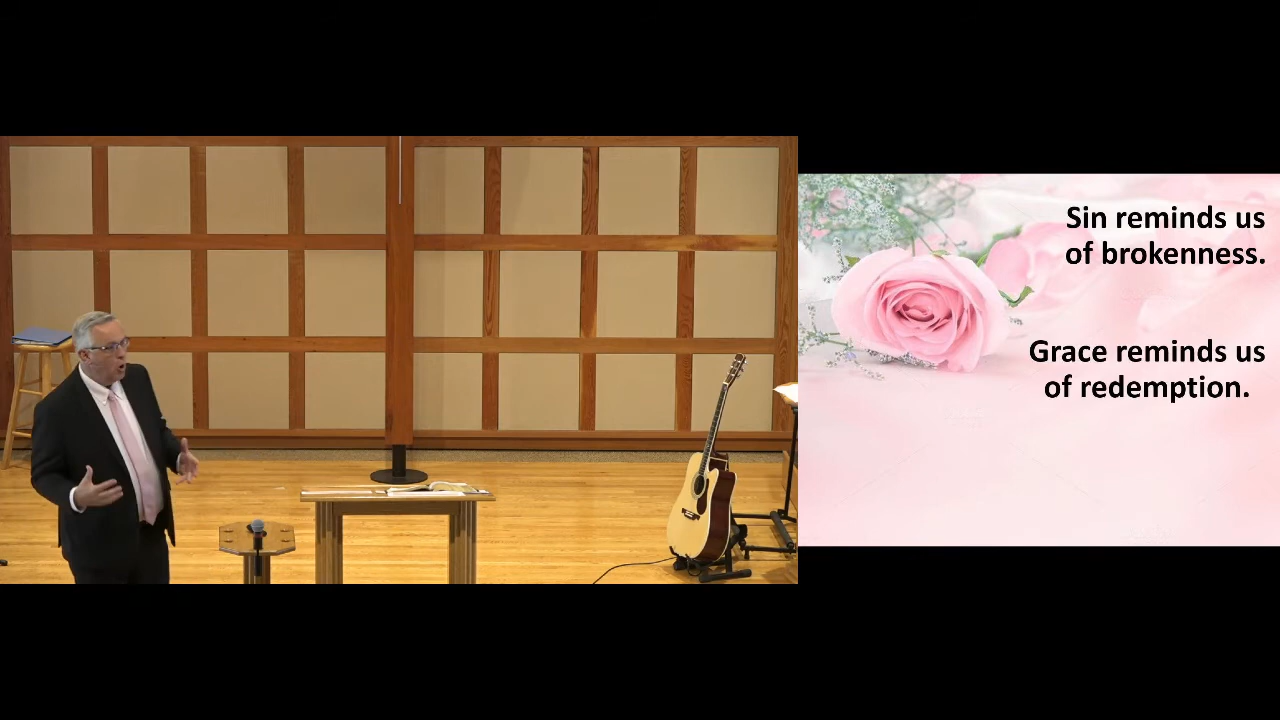 Sin reminds us
of brokenness.
Grace reminds us
of redemption.